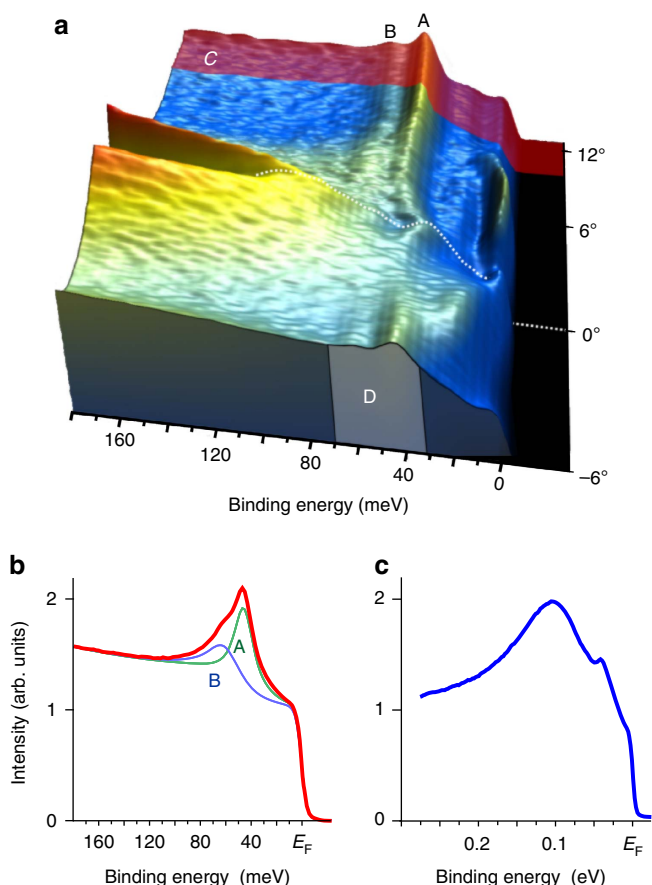 a
B
A
C
12°
6°
0°
D
160
120
80
40
0
−6°
Binding energy (meV)
b
2
1
0
A
B
160 120 80 40 EF
Binding energy (meV)
Intensity (arb. units)
c
2
1
0
0.2 0.1 EF
Binding energy (eV)